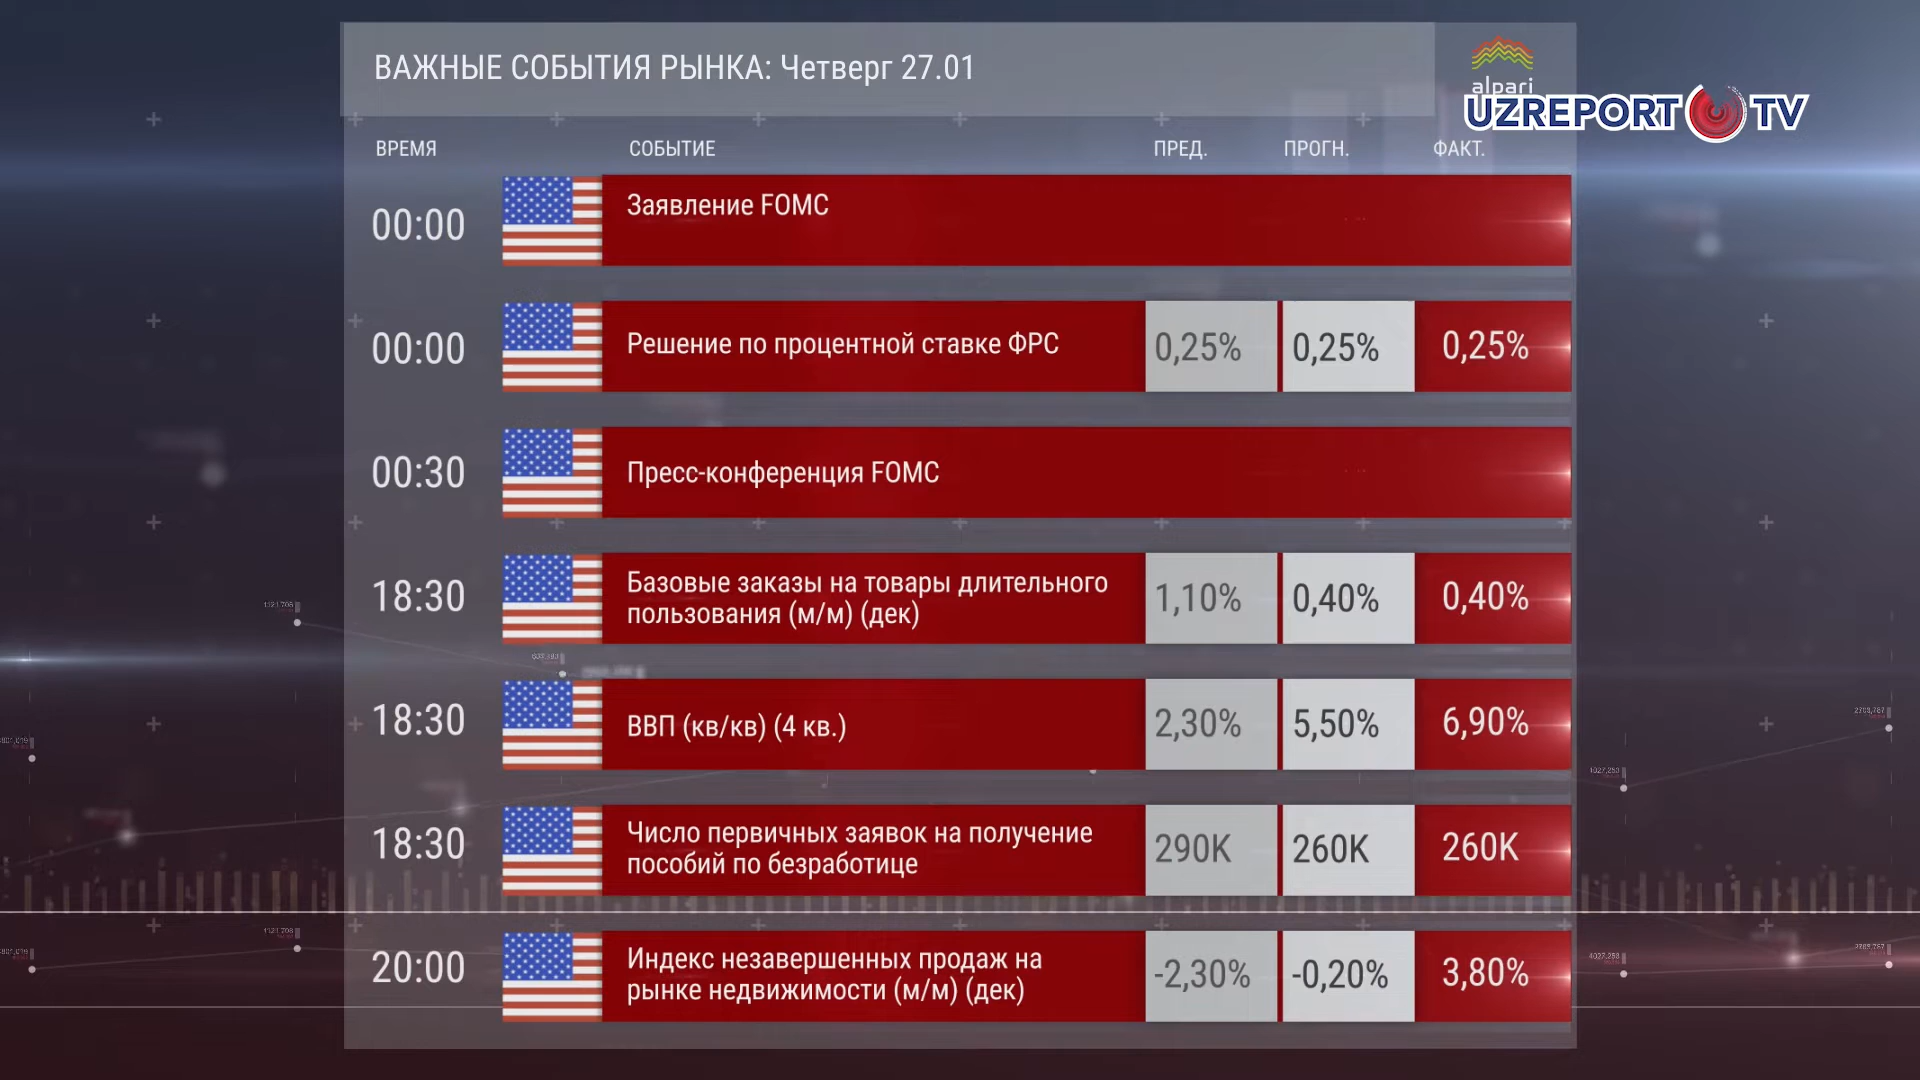 ВАЖНЫЕ СОБЫТИЯ РЫНКА: Четверг 27.01
alpari
UZREPORT TV
ВРЕМЯ СОБЫТИЕ ПРЕД. ПРОГН. ФАКТ.
00:00 Заявление FOMC
00:00 Решение по процентной ставке ФРС 0,25% 0,25% 0,25%
00:30 Пресс-конференция FOMC
18:30 Базовые заказы на товары длительного
пользования (м/м) (дек) 1,10% 0,40% 0,40%
18:30 ВВП (кв/кв) (4 кв.) 2,30% 5,50% 6,90%
18:30 Число первичных заявок на получение
пособий по безработице 290K 260K 260K
20:00 Индекс незавершенных продаж на
рынке недвижимости (м/м) (дек) -2,30% -0,20% 3,80%